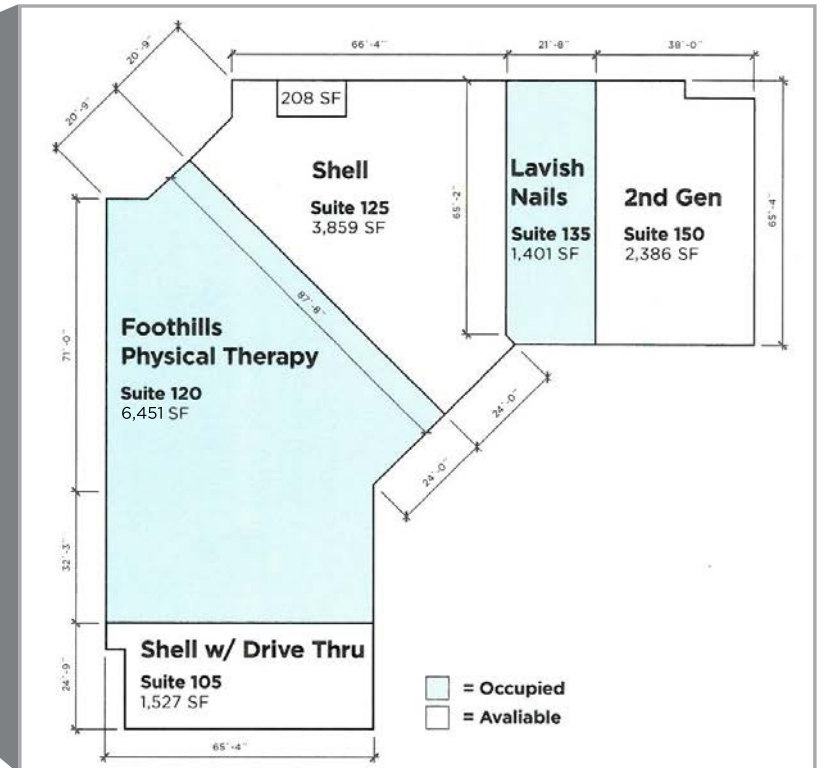 20'-9"
20'-9"
66'-4"
21'-8"
38'-0"
208 SF
Shell
Suite 125
3,859 SF
65'-2"
Lavish
Nails
Suite 135
1,401 SF
2nd Gen
Suite 150
2,386 SF
65'-4"
87'-8"
71'-0"
Foothills
Physical Therapy
Suite 120
6,451 SF
24'-0"
24'-0"
32'-3"
Shell w/ Drive Thru
Suite 105
1,527 SF
24'-9"
65'-4"
= Occupied
= Avaliable